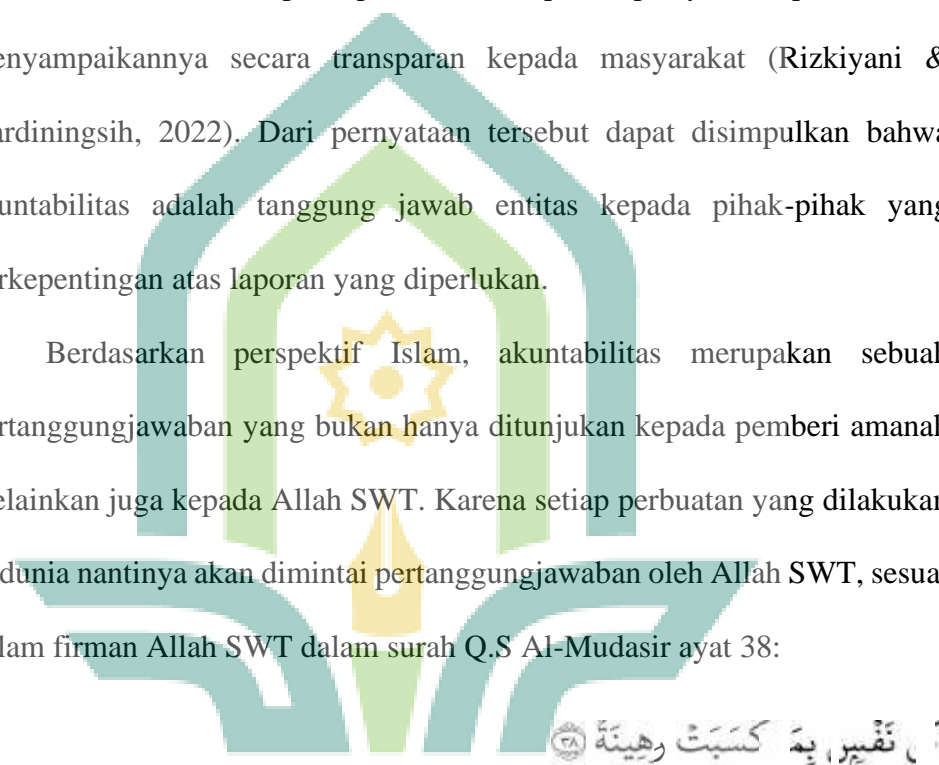 enyampaikannya secara transparan kepada masyarakat (Rizkiyani &
ardiningsih, 2022). Dari pernyataan tersebut dapat disimpulkan bahwa
untabilitas adalah tanggung jawab entitas kepada pihak-pihak yang
rkepentingan atas laporan yang diperlukan.
Berdasarkan perspektif Islam, akuntabilitas merupakan sebual
rtanggungjawaban yang bukan hanya ditunjukan kepada pemberi amanal
elainkan juga kepada Allah SWT. Karena setiap perbuatan yang dilakukan
dunia nantinya akan dimintai pertanggungjawaban oleh Allah SWT, sesua
lam firman Allah SWT dalam surah Q.S Al-Mudasir ayat 38:
نَفْسٍ بِمَ كَسَبَتْ رَهِينَةٌ ٣٨